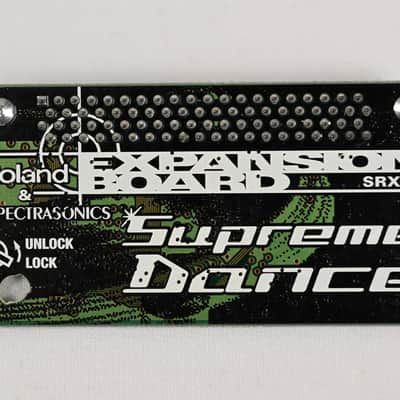 oland EXPANSION
& BOARD SRX
PECTRASONICS
Supreme
UNLOCK
LOCK
Dance